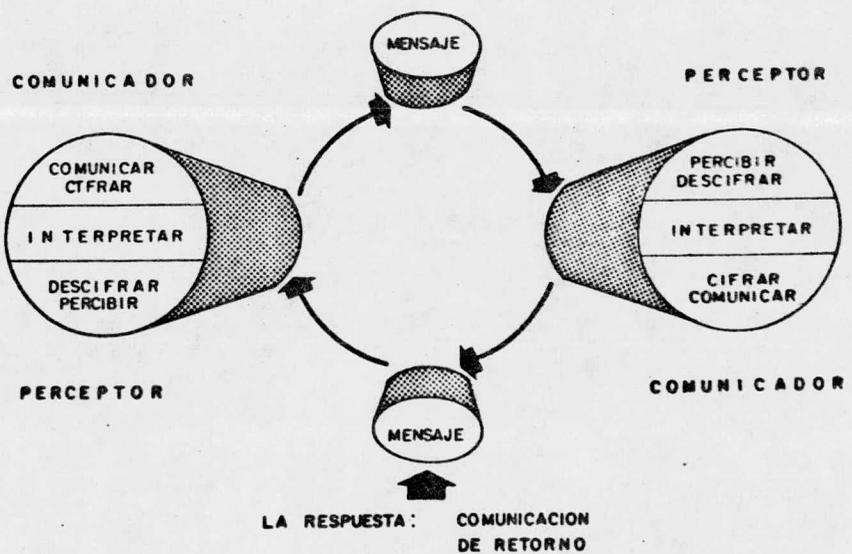 MENSAJE
COMUNICADOR
PERCEPTOR
COMUNICAR
CTFRAR
INTERPRETAR
DESCIFRAR
PERCIBIR
PERCIBIR
DESCIFRAR
INTERPRETAR
CIFRAR
COMUNICAR
PERCEPTOR
COMUNICADOR
MENSAJE
LA RESPUESTA: COMUNICACION
DE RETORNO